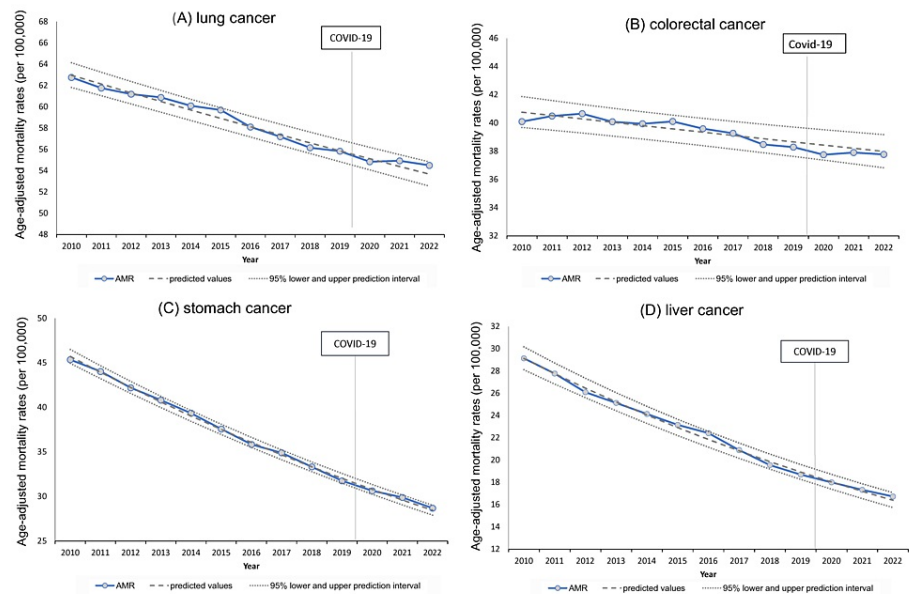 (A) lung cancer
COVID-19
Age-adjusted mortality rates (per 100,000)
68
66
64
62
60
58
56
54
52
50
48
2010 2011 2012 2013 2014 2015 2016 2017 2018 2019 2020 2021 2022
Year
AMR predicted values 95% lower and upper prediction interval
(B) colorectal cancer
Covid-19
Age-adjusted mortality rates (per 100,000)
46
44
42
40
38
36
34
32
2010 2011 2012 2013 2014 2015 2016 2017 2018 2019 2020 2021 2022
Year
AMR predicted values 95% lower and upper prediction interval
(C) stomach cancer
COVID-19
Age-adjusted mortality rates (per 100,000)
50
45
40
35
30
25
2010 2011 2012 2013 2014 2015 2016 2017 2018 2019 2020 2021 2022
Year
AMR predicted values 95% lower and upper prediction interval
(D) liver cancer
COVID-19
Age-adjusted mortality rates (per 100,000)
32
30
28
26
24
22
20
18
16
14
12
2010 2011 2012 2013 2014 2015 2016 2017 2018 2019 2020 2021 2022
Year
AMR predicted values 95% lower and upper prediction interval